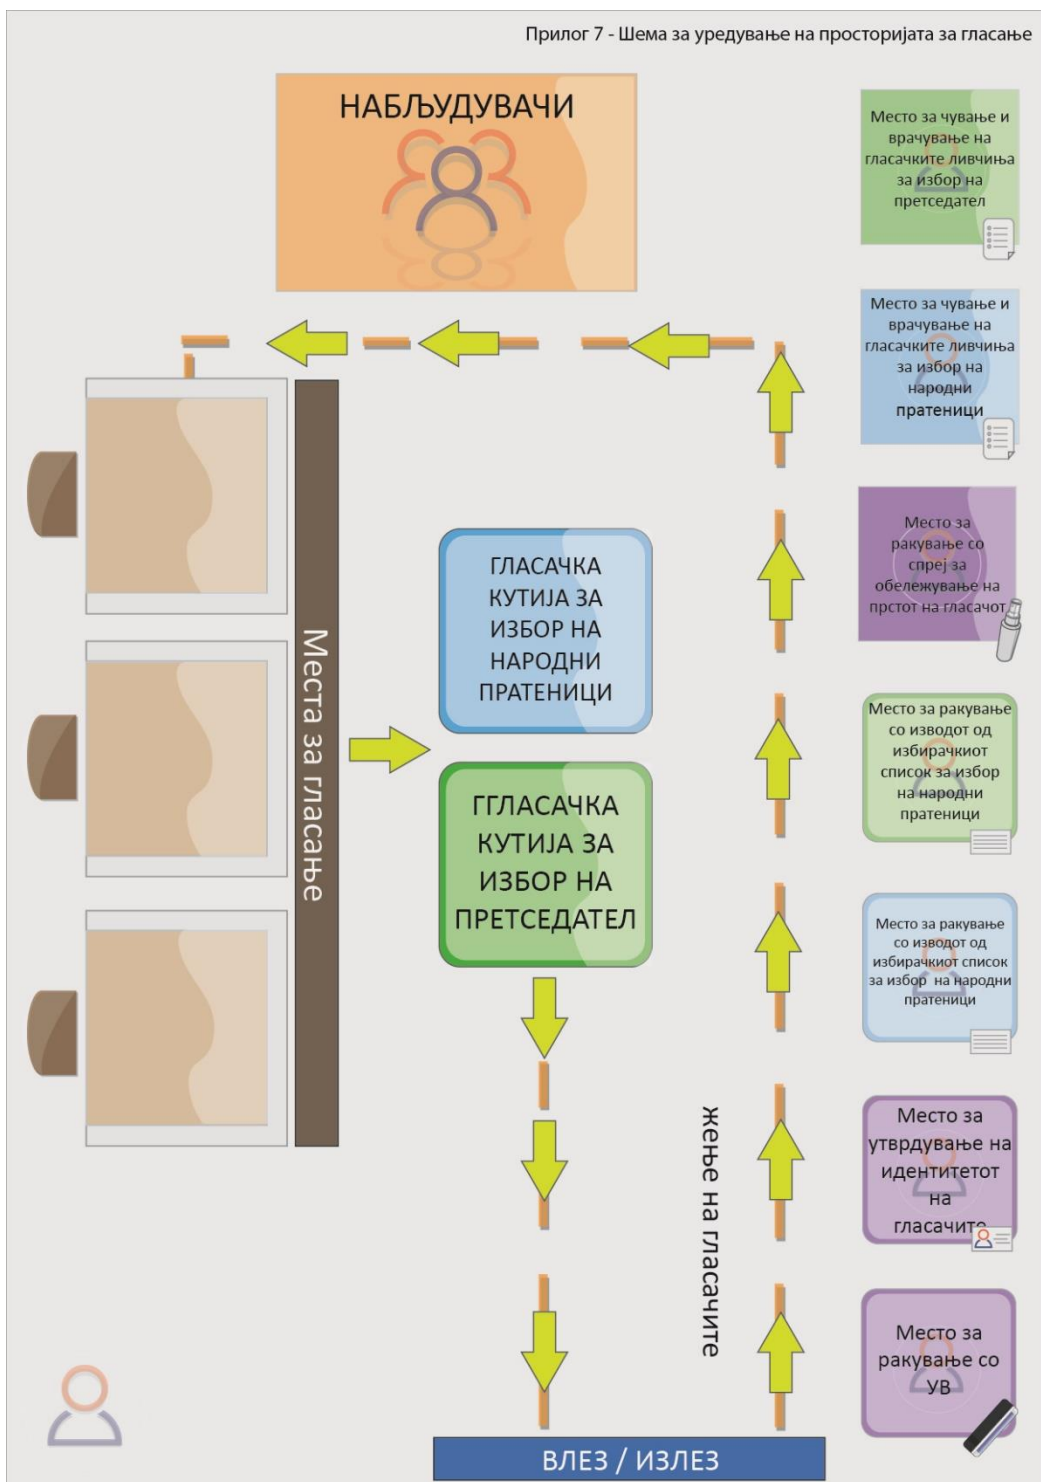 Прилог 7 - Шема за уредување на просторијата за гласање
НАБЉУДУВАЧИ
Место за чување и
врачување на
гласачките ливчиња
за избор на
претседател
Место за чување и
врачување на
гласачките ливчиња
за избор на
народни
пратеници
Место за
ракување со
спреј за
обележување на
прстот на гласачот
Место за ракување
со изводот од
избирачкиот
список за избор
на народни
пратеници
Место за ракување
со изводот од
избирачкиот список
за избор на народни
пратеници
Место за
утврдување на
идентитетот
на
гласачите
Место за
ракување со
УВ
Места за гласање
ГЛАСАЧКА
КУТИЈА ЗА
ИЗБОР НА
НАРОДНИ
ПРАТЕНИЦИ
ГГЛАСАЧКА
КУТИЈА ЗА
ИЗБОР НА
ПРЕТСЕДАТЕЛ
жење на гласачите
ВЛЕЗ / ИЗЛЕЗ